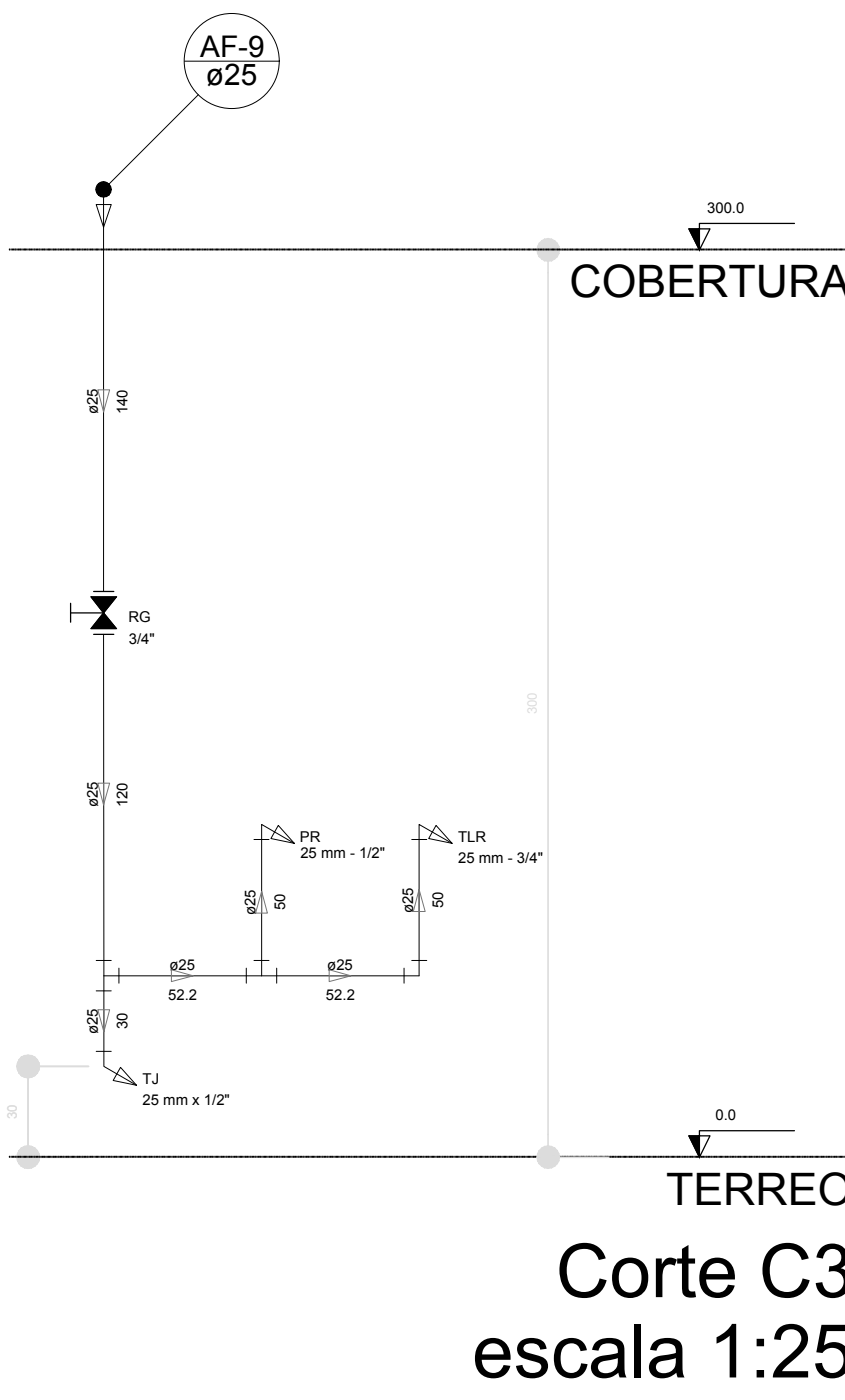 AF-9
ø25
300.0
COBERTURA
ø25
140
RG
3/4"
300
ø25
120
PR
25 mm - 1/2"
TLR
25 mm - 3/4"
ø25
50
ø25
50
ø25
52.2
ø25
52.2
ø25
30
TJ
25 mm x 1/2"
30
0.0
TERREO
Corte C3
escala 1:25